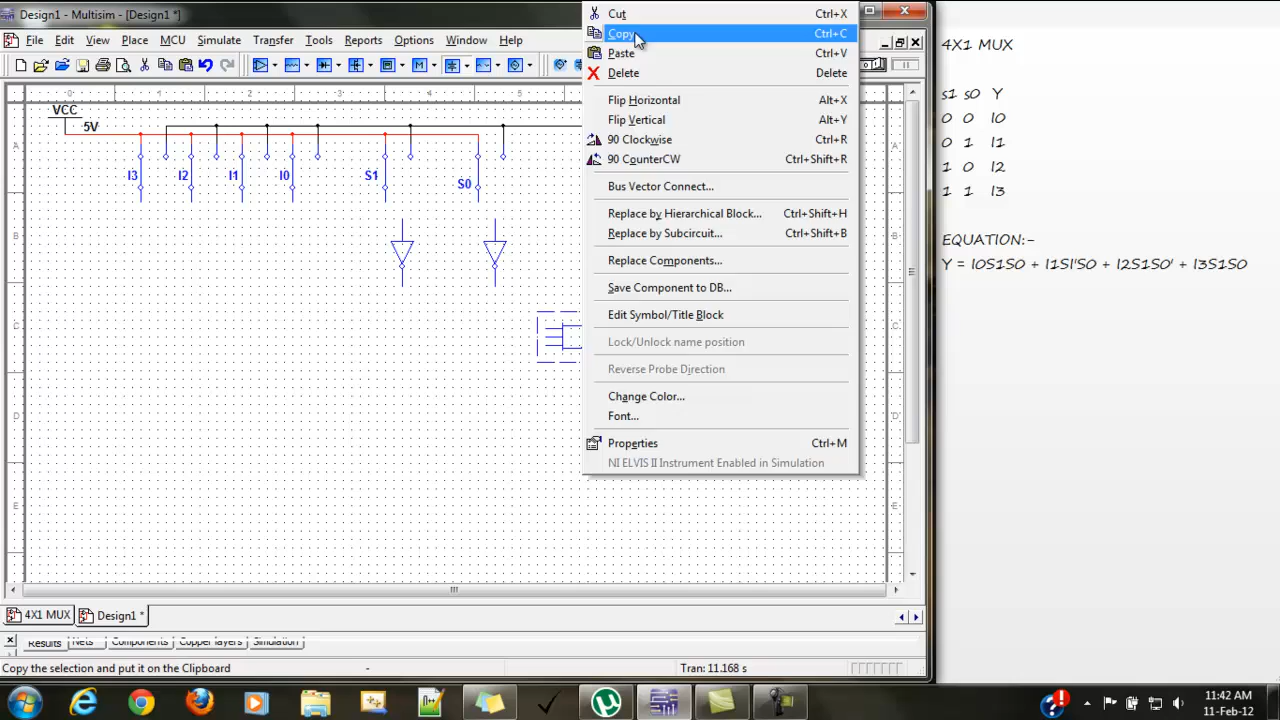 Design1 - Multisim - [Design1 *]
File Edit View Place MCU Simulate Transfer Tools Reports Options Window Help
Cut Ctrl+X
Copy Ctrl+C
Paste Ctrl+V
Delete Delete
Flip Horizontal Alt+X
Flip Vertical Alt+Y
90 Clockwise Ctrl+R
90 CounterCW Ctrl+Shift+R
Bus Vector Connect...
Replace by Hierarchical Block... Ctrl+Shift+H
Replace by Subcircuit... Ctrl+Shift+B
Replace Components...
Save Component to DB...
Edit Symbol/Title Block
Lock/Unlock name position
Reverse Probe Direction
Change Color...
Font...
Properties Ctrl+M
NI ELVIS II Instrument Enabled in Simulation
0 1 2 3 4 5
VCC
5V
I3 I2 I1 I0 S1 S0
A A
B B
C C
D D
E E
4X1 MUX Design1 *
Results Nets Components Copper layers Simulation
Copy the selection and put it on the Clipboard - Tran: 11.168 s
4X1 MUX
s1 s0 Y
0 0 I0
0 1 I1
1 0 I2
1 1 I3
EQUATION:-
Y = I0S1S0 + I1SI'S0 + I2S1S0' + I3S1S0
11:42 AM
11-Feb-12